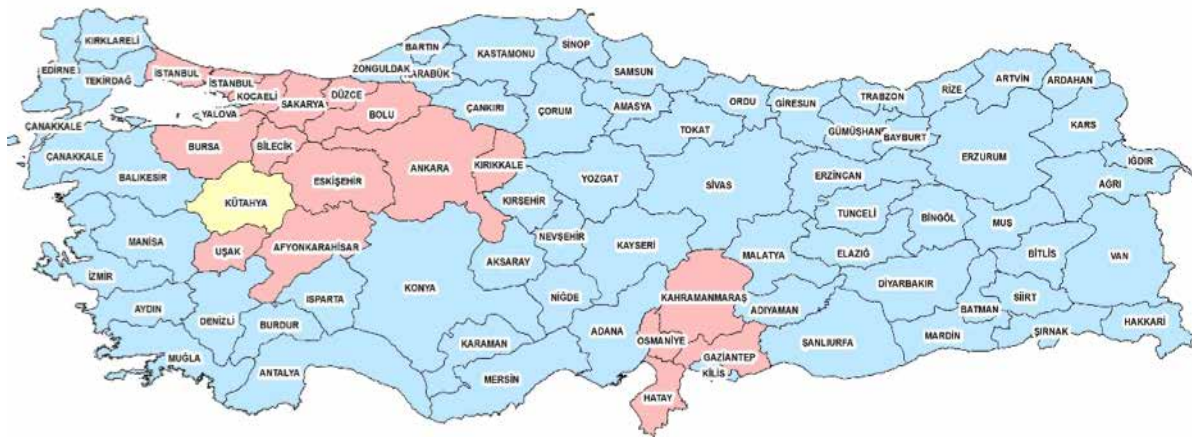 KIRKLARELİ
EDİRNE
TEKİRDAĞ
İSTANBUL
İSTANBUL
KOCAELİ
YALOVA
SAKARYA
DÜZCE
BOLU
ZONGULDAK
BARTIN
KARABÜK
KASTAMONU
SİNOP
ÇANKIRI
ÇORUM
SAMSUN
AMASYA
ORDU
TOKAT
GİRESUN
TRABZON
GÜMÜŞHANE
BAYBURT
RİZE
ARTVİN
ARDAHAN
KARS
IĞDIR
AĞRI
ERZURUM
ERZİNCAN
ÇANAKKALE
ÇANAKKALE
BALIKESİR
BURSA
BİLECİK
ESKİŞEHİR
ANKARA
KIRIKKALE
KIRŞEHİR
YOZGAT
SİVAS
TUNCELİ
BİNGÖL
MUŞ
BİTLİS
VAN
KÜTAHYA
UŞAK
AFYONKARAHİSAR
MANİSA
İZMİR
AYDIN
DENİZLİ
MUĞLA
BURDUR
ISPARTA
ANTALYA
KONYA
KARAMAN
MERSİN
AKSARAY
NEVŞEHİR
NİĞDE
KAYSERİ
ADANA
KAHRAMANMARAŞ
OSMANİYE
HATAY
GAZİANTEP
KİLİS
MALATYA
ADIYAMAN
ELAZIĞ
DİYARBAKIR
ŞANLIURFA
MARDİN
BATMAN
SİİRT
ŞIRNAK
HAKKARİ